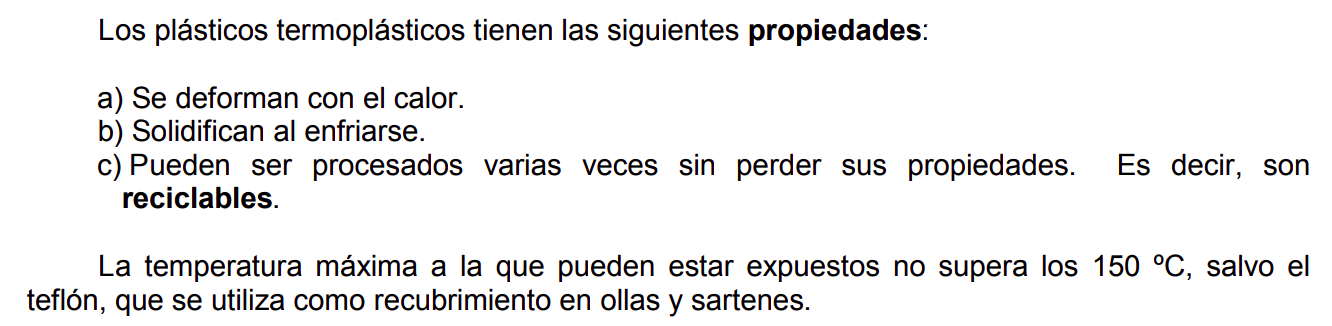 Los plásticos termoplásticos tienen las siguientes propiedades:
a) Se deforman con el calor.
b) Solidifican al enfriarse.
c) Pueden ser procesados varias veces sin perder sus propiedades. Es decir, son
reciclables.
La temperatura máxima a la que pueden estar expuestos no supera los 150 ºC, salvo el
teflón, que se utiliza como recubrimiento en ollas y sartenes.